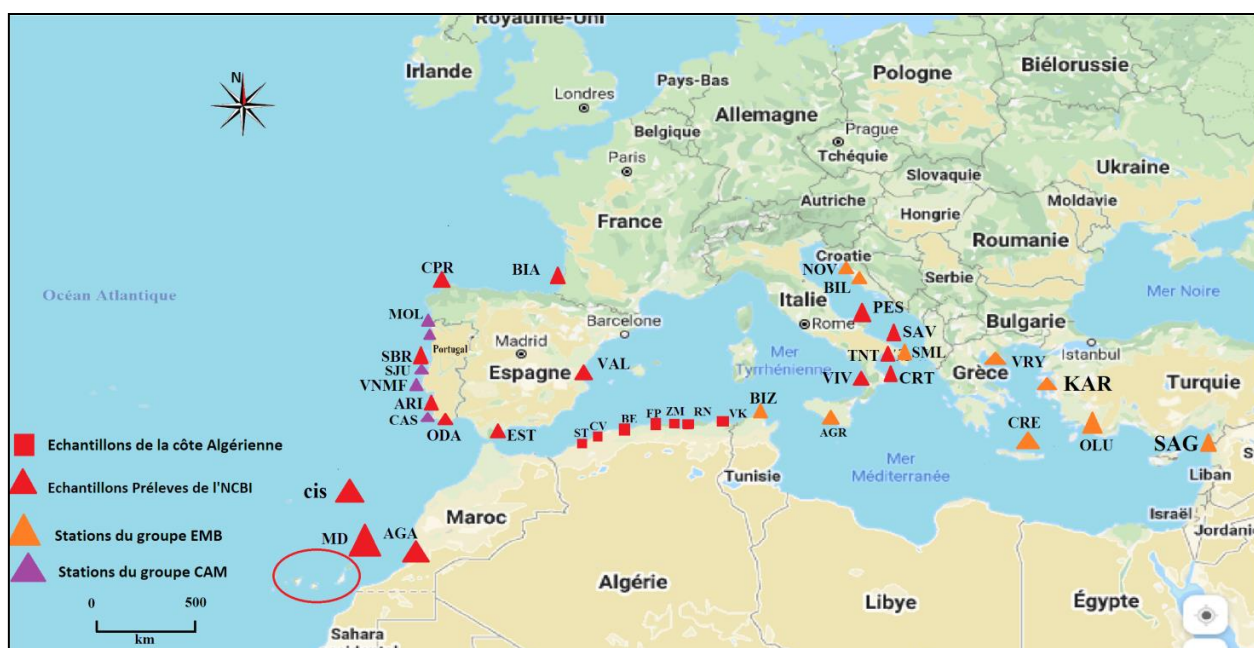 Royaume-Uni
Irlande
Londres
Pays-Bas
Pologne
Biélorussie
Allemagne
Belgique
Prague
Tchéquie
Paris
Ukraine
Slovaquie
Moldavie
Autriche
Hongrie
France
Roumanie
N
Océan Atlantique
CPR
BIA
NOV
Croatie
BIL
Serbie
Mer Noire
Italie
PES
MOL
Barcelone
Rome
SAV
Bulgarie
Portugal
Madrid
Istanbul
SBR
SJU
Espagne
VAL
Mer
Tyrrhénienne
TNT
SML
Grèce
VRY
KAR
Turquie
VNMF
VIV
CRT
ARI
CAS
ODA
EST
ST
CV
BE
FP
ZM
RN
VK
BIZ
AGR
CRE
OLU
SAG
Echantillons de la côte Algérienne
Echantillons Préleves de l'NCBI
Stations du groupe EMB
Stations du groupe CAM
cis
MD
AGA
Maroc
Tunisie
Mer
Méditerranée
Liban
Israël
Jordanie
Algérie
Libye
Égypte
0 500
km
Sahara